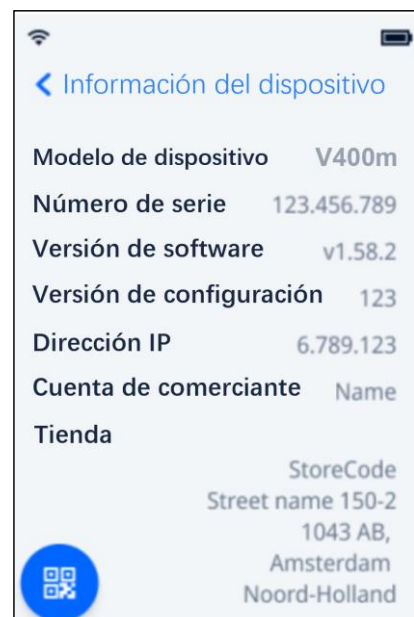 Información del dispositivo
Modelo de dispositivo V400m
Número de serie 123.456.789
Versión de software v1.58.2
Versión de configuración 123
Dirección IP 6.789.123
Cuenta de comerciante Name
Tienda
StoreCode
Street name 150-2
1043 AB,
Amsterdam
Noord-Holland